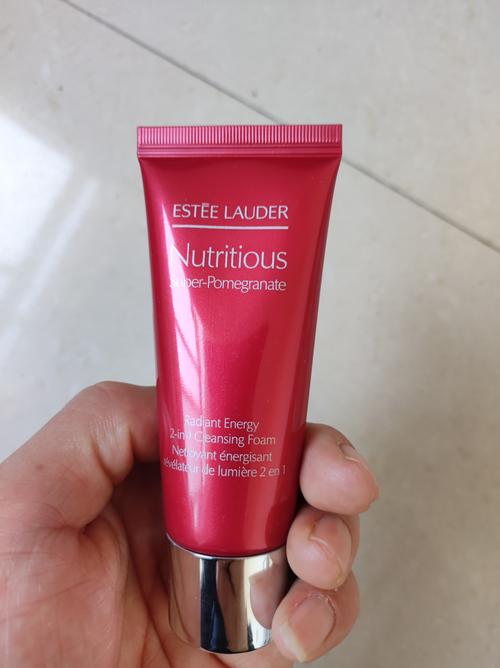 ESTĒE LAUDER
Nutritious
Super-Pomegranate
Radiant Energy
2-in-1 Cleansing Foam
Nettoyant énergisant
révélateur de lumière 2 en 1